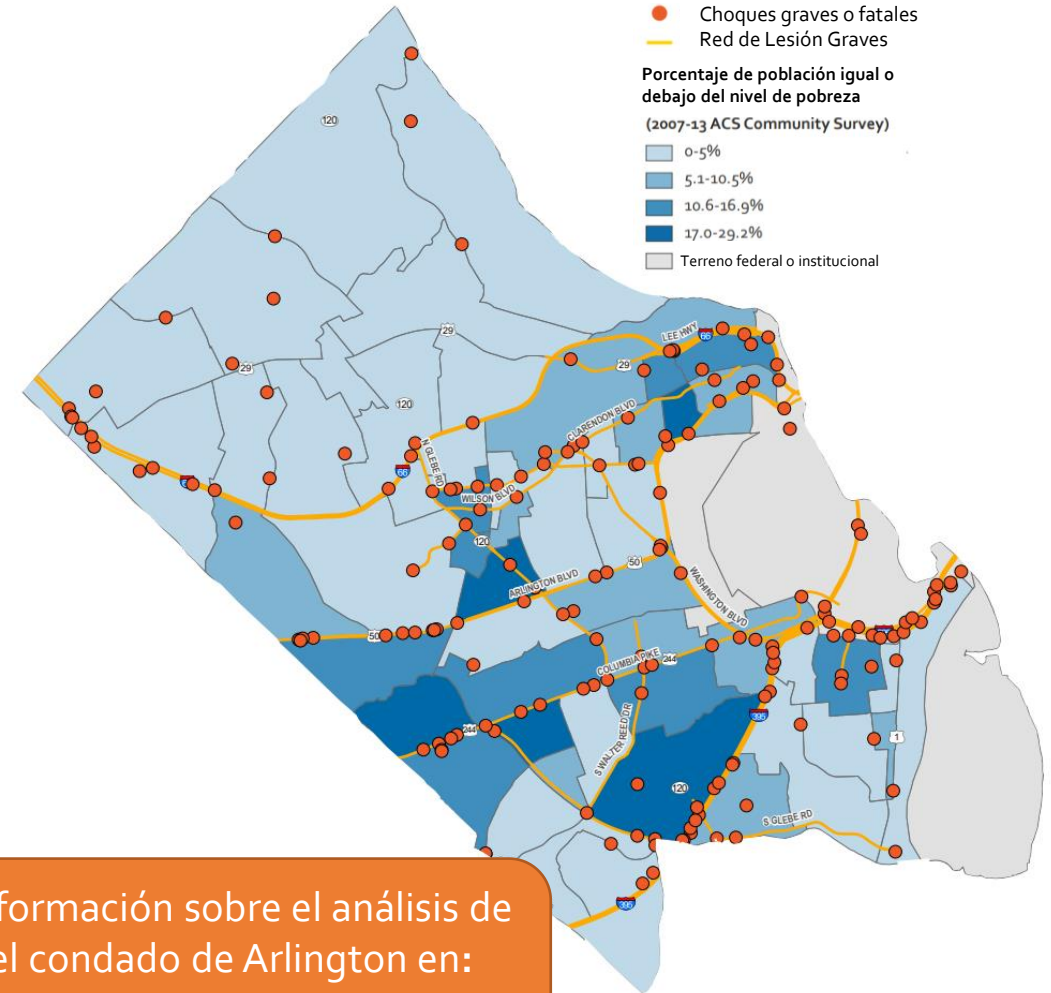 Choques graves o fatales
Red de Lesión Graves
Porcentaje de población igual o
debajo del nivel de pobreza
(2007-13 ACS Community Survey)
0-5%
5.1-10.5%
10.6-16.9%
17.0-29.2%
Terreno federal o institucional
120
29
LEE HWY
66
29
29
120
CLARENDON BLVD
N GLEBE RD
66
WILSON BLVD
120
50
ARLINGTON BLVD
WASHINGTON BLVD
50
COLUMBIA PIKE
244
395
S WALTER REED DR
244
1
120
S GLEBE RD
395
formación sobre el análisis de
el condado de Arlington en: